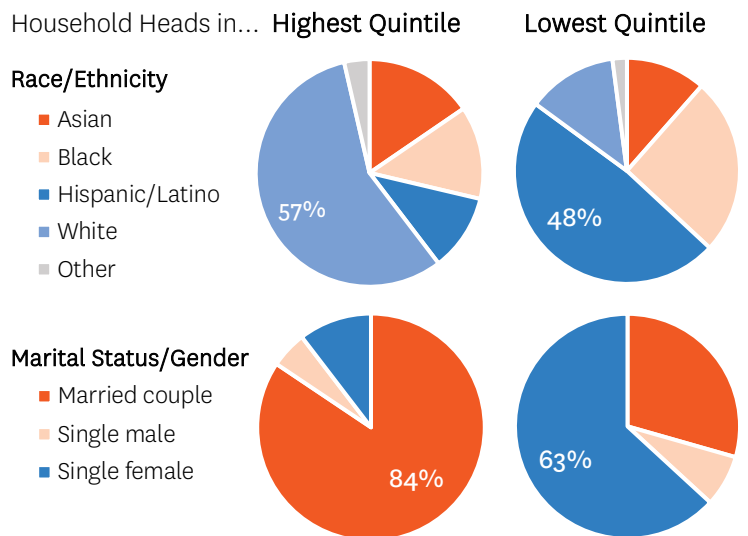 Household Heads in... Highest Quintile Lowest Quintile
Race/Ethnicity
Asian
Black
Hispanic/Latino
White
Other
57%
48%
Marital Status/Gender
Married couple
Single male
Single female
84%
63%